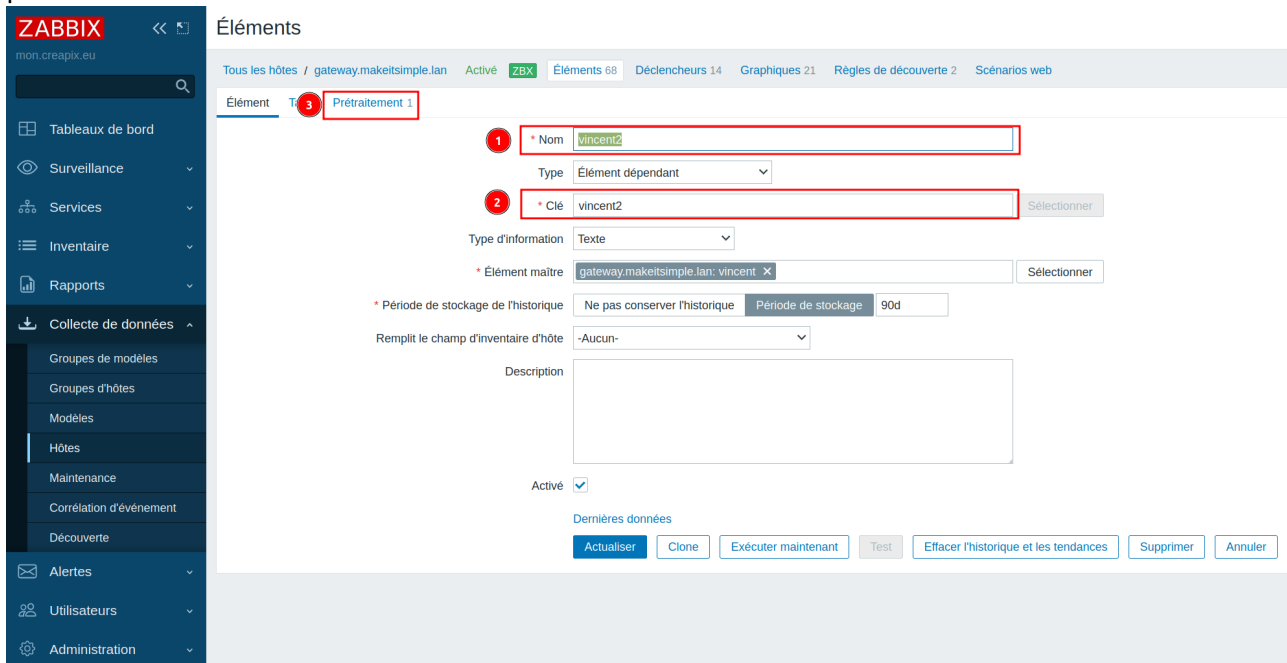 ZABBIX
mon.creapix.eu
Tableaux de bord
Surveillance
Services
Inventaire
Rapports
Collecte de données
Groupes de modèles
Groupes d'hôtes
Modèles
Hôtes
Maintenance
Corrélation d'événement
Découverte
Alertes
Utilisateurs
Administration
Éléments
Tous les hôtes / gateway.makeitsimple.lan Activé ZBX Éléments 68 Déclencheurs 14 Graphiques 21 Règles de découverte 2 Scénarios web
Élément 3 Prétraitement 1
1 * Nom vincent2
Type Élément dépendant
2 * Clé vincent2 Sélectionner
Type d'information Texte
* Élément maître gateway.makeitsimple.lan: vincent Sélectionner
* Période de stockage de l'historique Ne pas conserver l'historique Période de stockage 90d
Remplit le champ d'inventaire d'hôte -Aucun-
Description
Activé
Dernières données
Actualiser Clone Exécuter maintenant Test Effacer l'historique et les tendances Supprimer Annuler